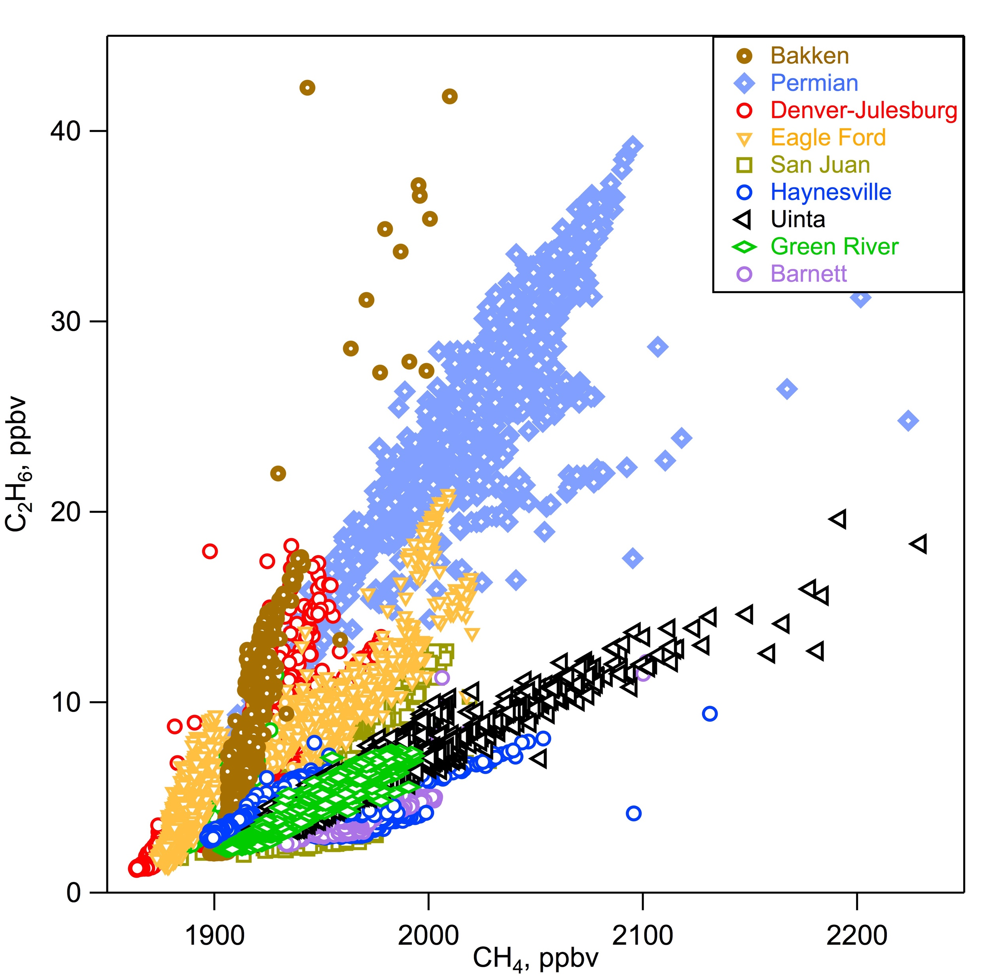 Bakken
Permian
Denver-Julesburg
Eagle Ford
San Juan
Haynesville
Uinta
Green River
Barnett
40
30
20
10
0
C₂H₆, ppbv
1900 2000 2100 2200
CH₄, ppbv